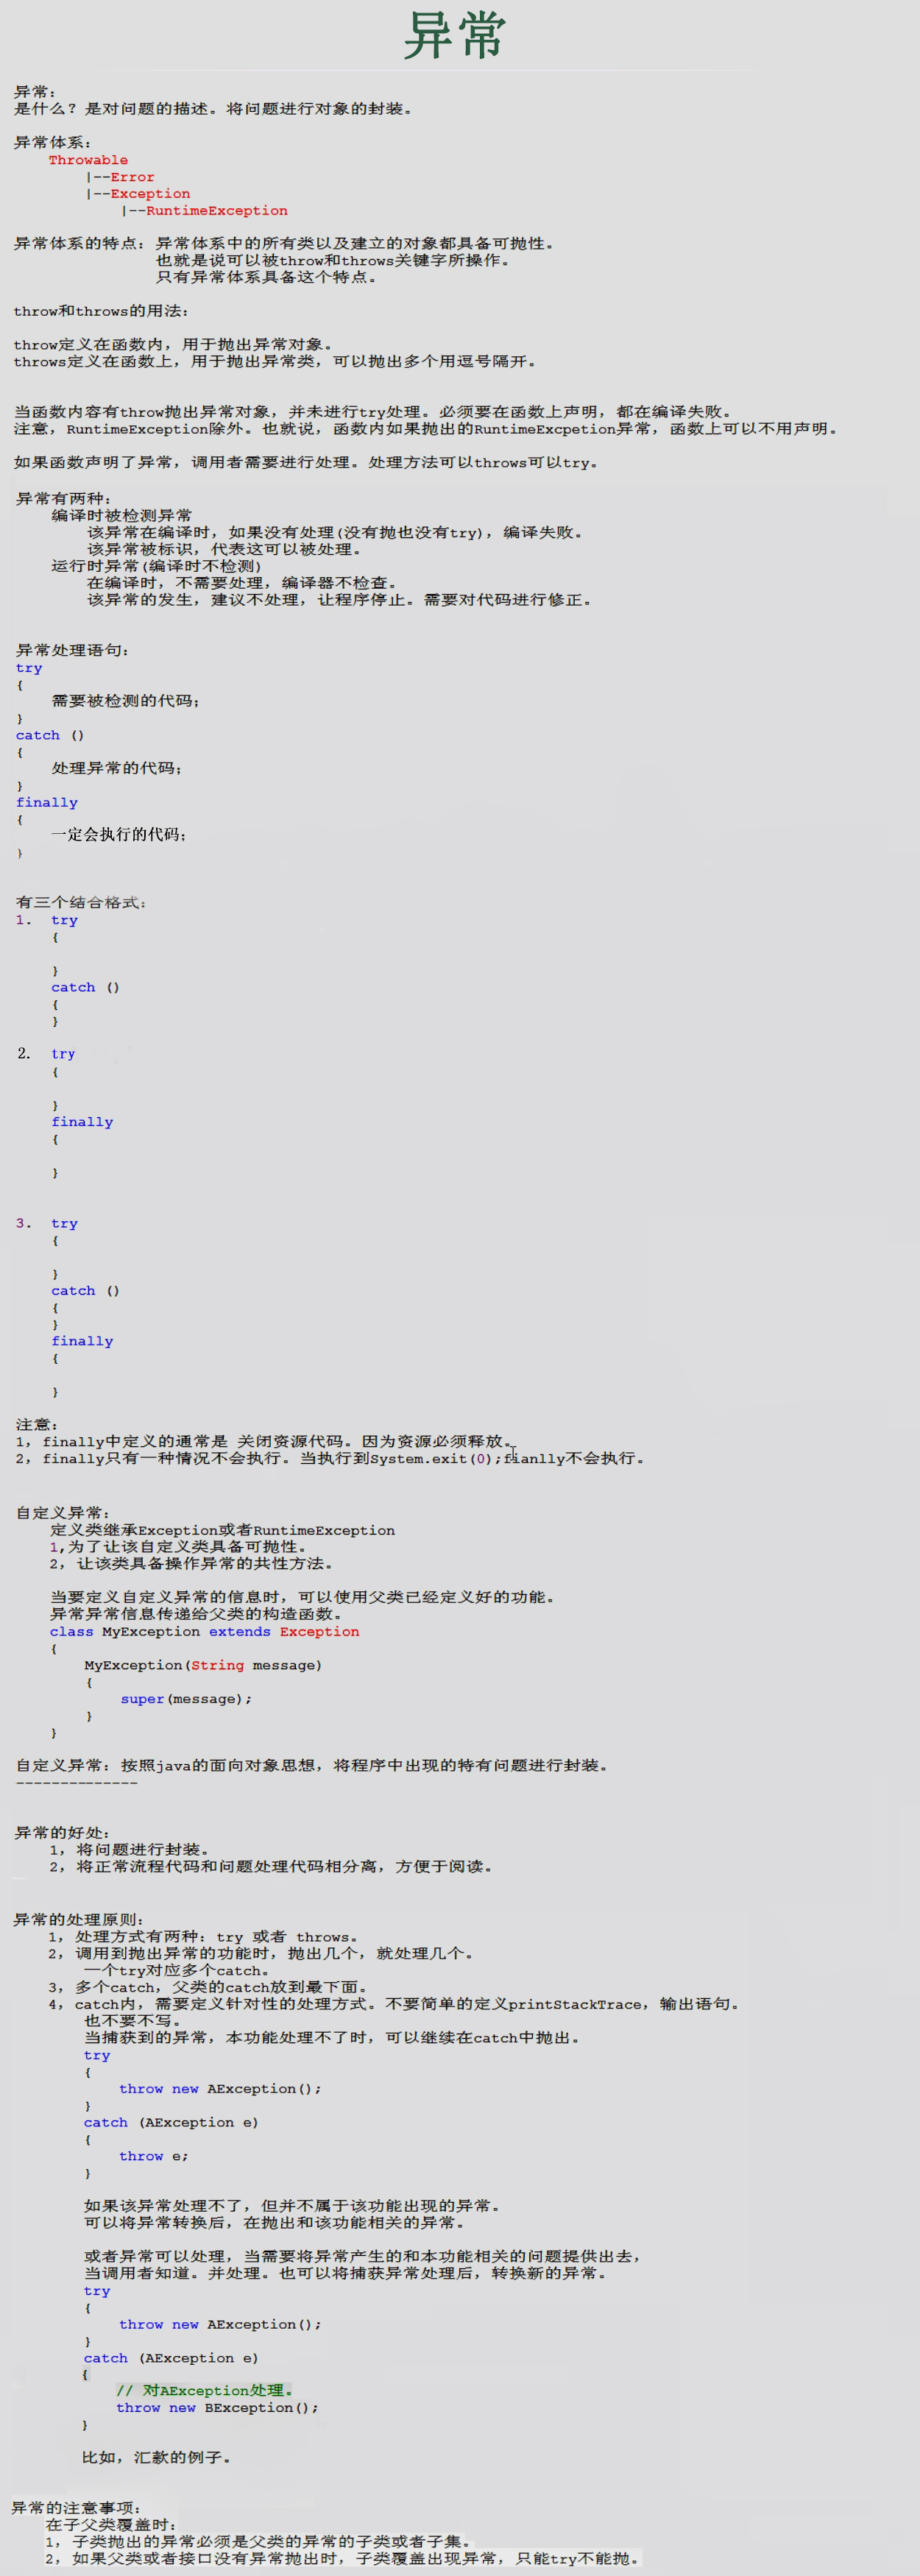 异常
异常:
是什么？是对问题的描述。将问题进行对象的封装。
异常体系:
Throwable
|--Error
|--Exception
|--RuntimeException
异常体系的特点：异常体系中的所有类以及建立的对象都具备可抛性。
也就是说可以被throw和throws关键字所操作。
只有异常体系具备这个特点。
throw和throws的用法：
throw定义在函数内，用于抛出异常对象。
throws定义在函数上，用于抛出异常类，可以抛出多个用逗号隔开。
当函数内容有throw抛出异常对象，并未进行try处理。必须要在函数上声明，都在编译失败。
注意，RuntimeException除外。也就说，函数内如果抛出的RuntimeExcpetion异常，函数上可以不用声明。
如果函数声明了异常，调用者需要进行处理。处理方法可以throws可以try。
异常有两种：
编译时被检测异常
该异常在编译时，如果没有处理(没有抛也没有try)，编译失败。
该异常被标识，代表这可以被处理。
运行时异常(编译时不检测)
在编译时，不需要处理，编译器不检查。
该异常的发生，建议不处理，让程序停止。需要对代码进行修正。
异常处理语句：
try
{
需要被检测的代码；
}
catch ()
{
处理异常的代码；
}
finally
{
一定会执行的代码；
}
有三个结合格式：
1. try
{
}
catch ()
{
}
2. try
{
}
finally
{
}
3. try
{
}
catch ()
{
}
finally
{
}
注意：
1，finally中定义的通常是 关闭资源代码。因为资源必须释放。
2，finally只有一种情况不会执行。当执行到System.exit(0);fianlly不会执行。
自定义异常：
定义类继承Exception或者RuntimeException
1,为了让该自定义类具备可抛性。
2，让该类具备操作异常的共性方法。
当要定义自定义异常的信息时，可以使用父类已经定义好的功能。
异常异常信息传递给父类的构造函数。
class MyException extends Exception
{
MyException(String message)
{
super(message);
}
}
自定义异常：按照java的面向对象思想，将程序中出现的特有问题进行封装。
--------------
异常的好处：
1，将问题进行封装。
2，将正常流程代码和问题处理代码相分离，方便于阅读。
异常的处理原则：
1，处理方式有两种：try 或者 throws。
2，调用到抛出异常的功能时，抛出几个，就处理几个。
一个try对应多个catch。
3，多个catch，父类的catch放到最下面。
4，catch内，需要定义针对性的处理方式。不要简单的定义printStackTrace，输出语句。
也不要不写。
当捕获到的异常，本功能处理不了时，可以继续在catch中抛出。
try
{
throw new AException();
}
catch (AException e)
{
throw e;
}
如果该异常处理不了，但并不属于该功能出现的异常。
可以将异常转换后，在抛出和该功能相关的异常。
或者异常可以处理，当需要将异常产生的和本功能相关的问题提供出去，
当调用者知道。并处理。也可以将捕获异常处理后，转换新的异常。
try
{
throw new AException();
}
catch (AException e)
{
// 对AException处理。
throw new BException();
}
比如，汇款的例子。
异常的注意事项：
在子父类覆盖时：
1，子类抛出的异常必须是父类的异常的子类或者子集。
2，如果父类或者接口没有异常抛出时，子类覆盖出现异常，只能try不能抛。